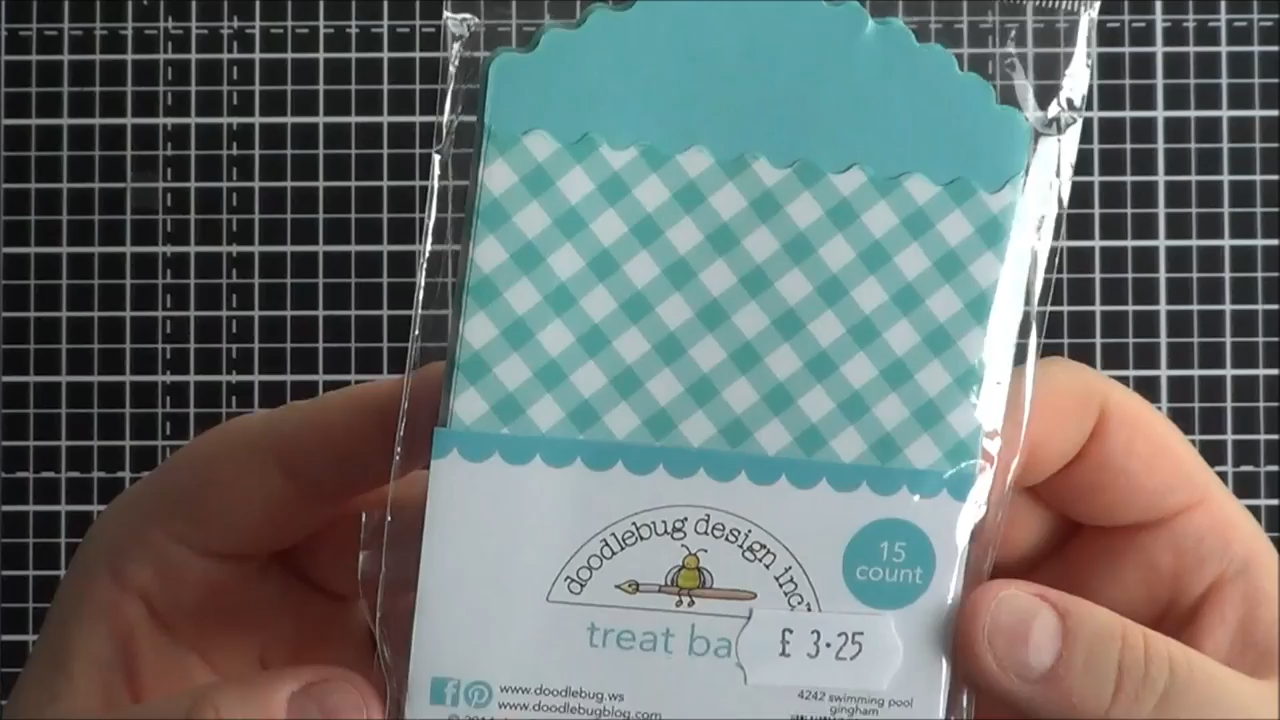 doodlebug design inc
15
count
treat ba
£ 3.25
www.doodlebug.ws
www.doodlebugblog.com
4242 swimming pool
gingham